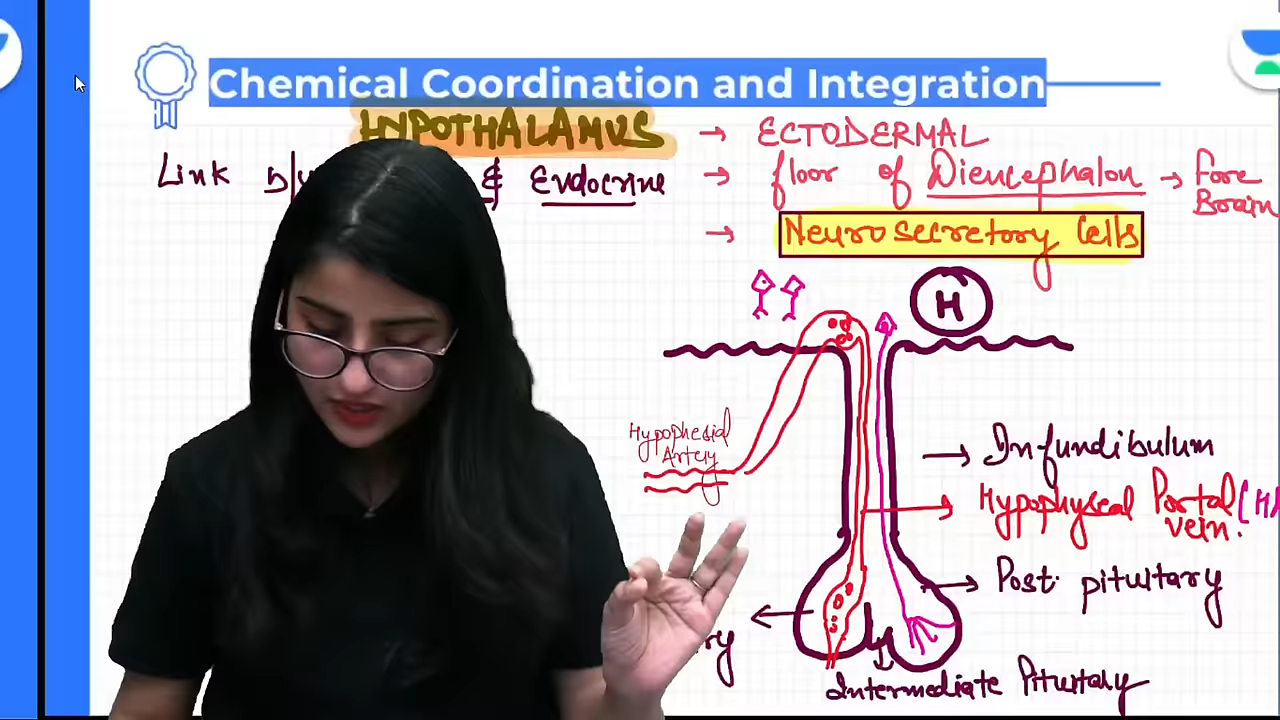 Chemical Coordination and Integration
HYPOTHALAMUS → ECTODERMAL
Link b/ & Endocrine → floor of Diencephalon → Fore Brain
→ Neurosecretory Cells
H
Hypophesial
Artery
→ Infundibulum
Hypophyseal Portal
vein.
Post. pituitary
Intermediate Pituitary